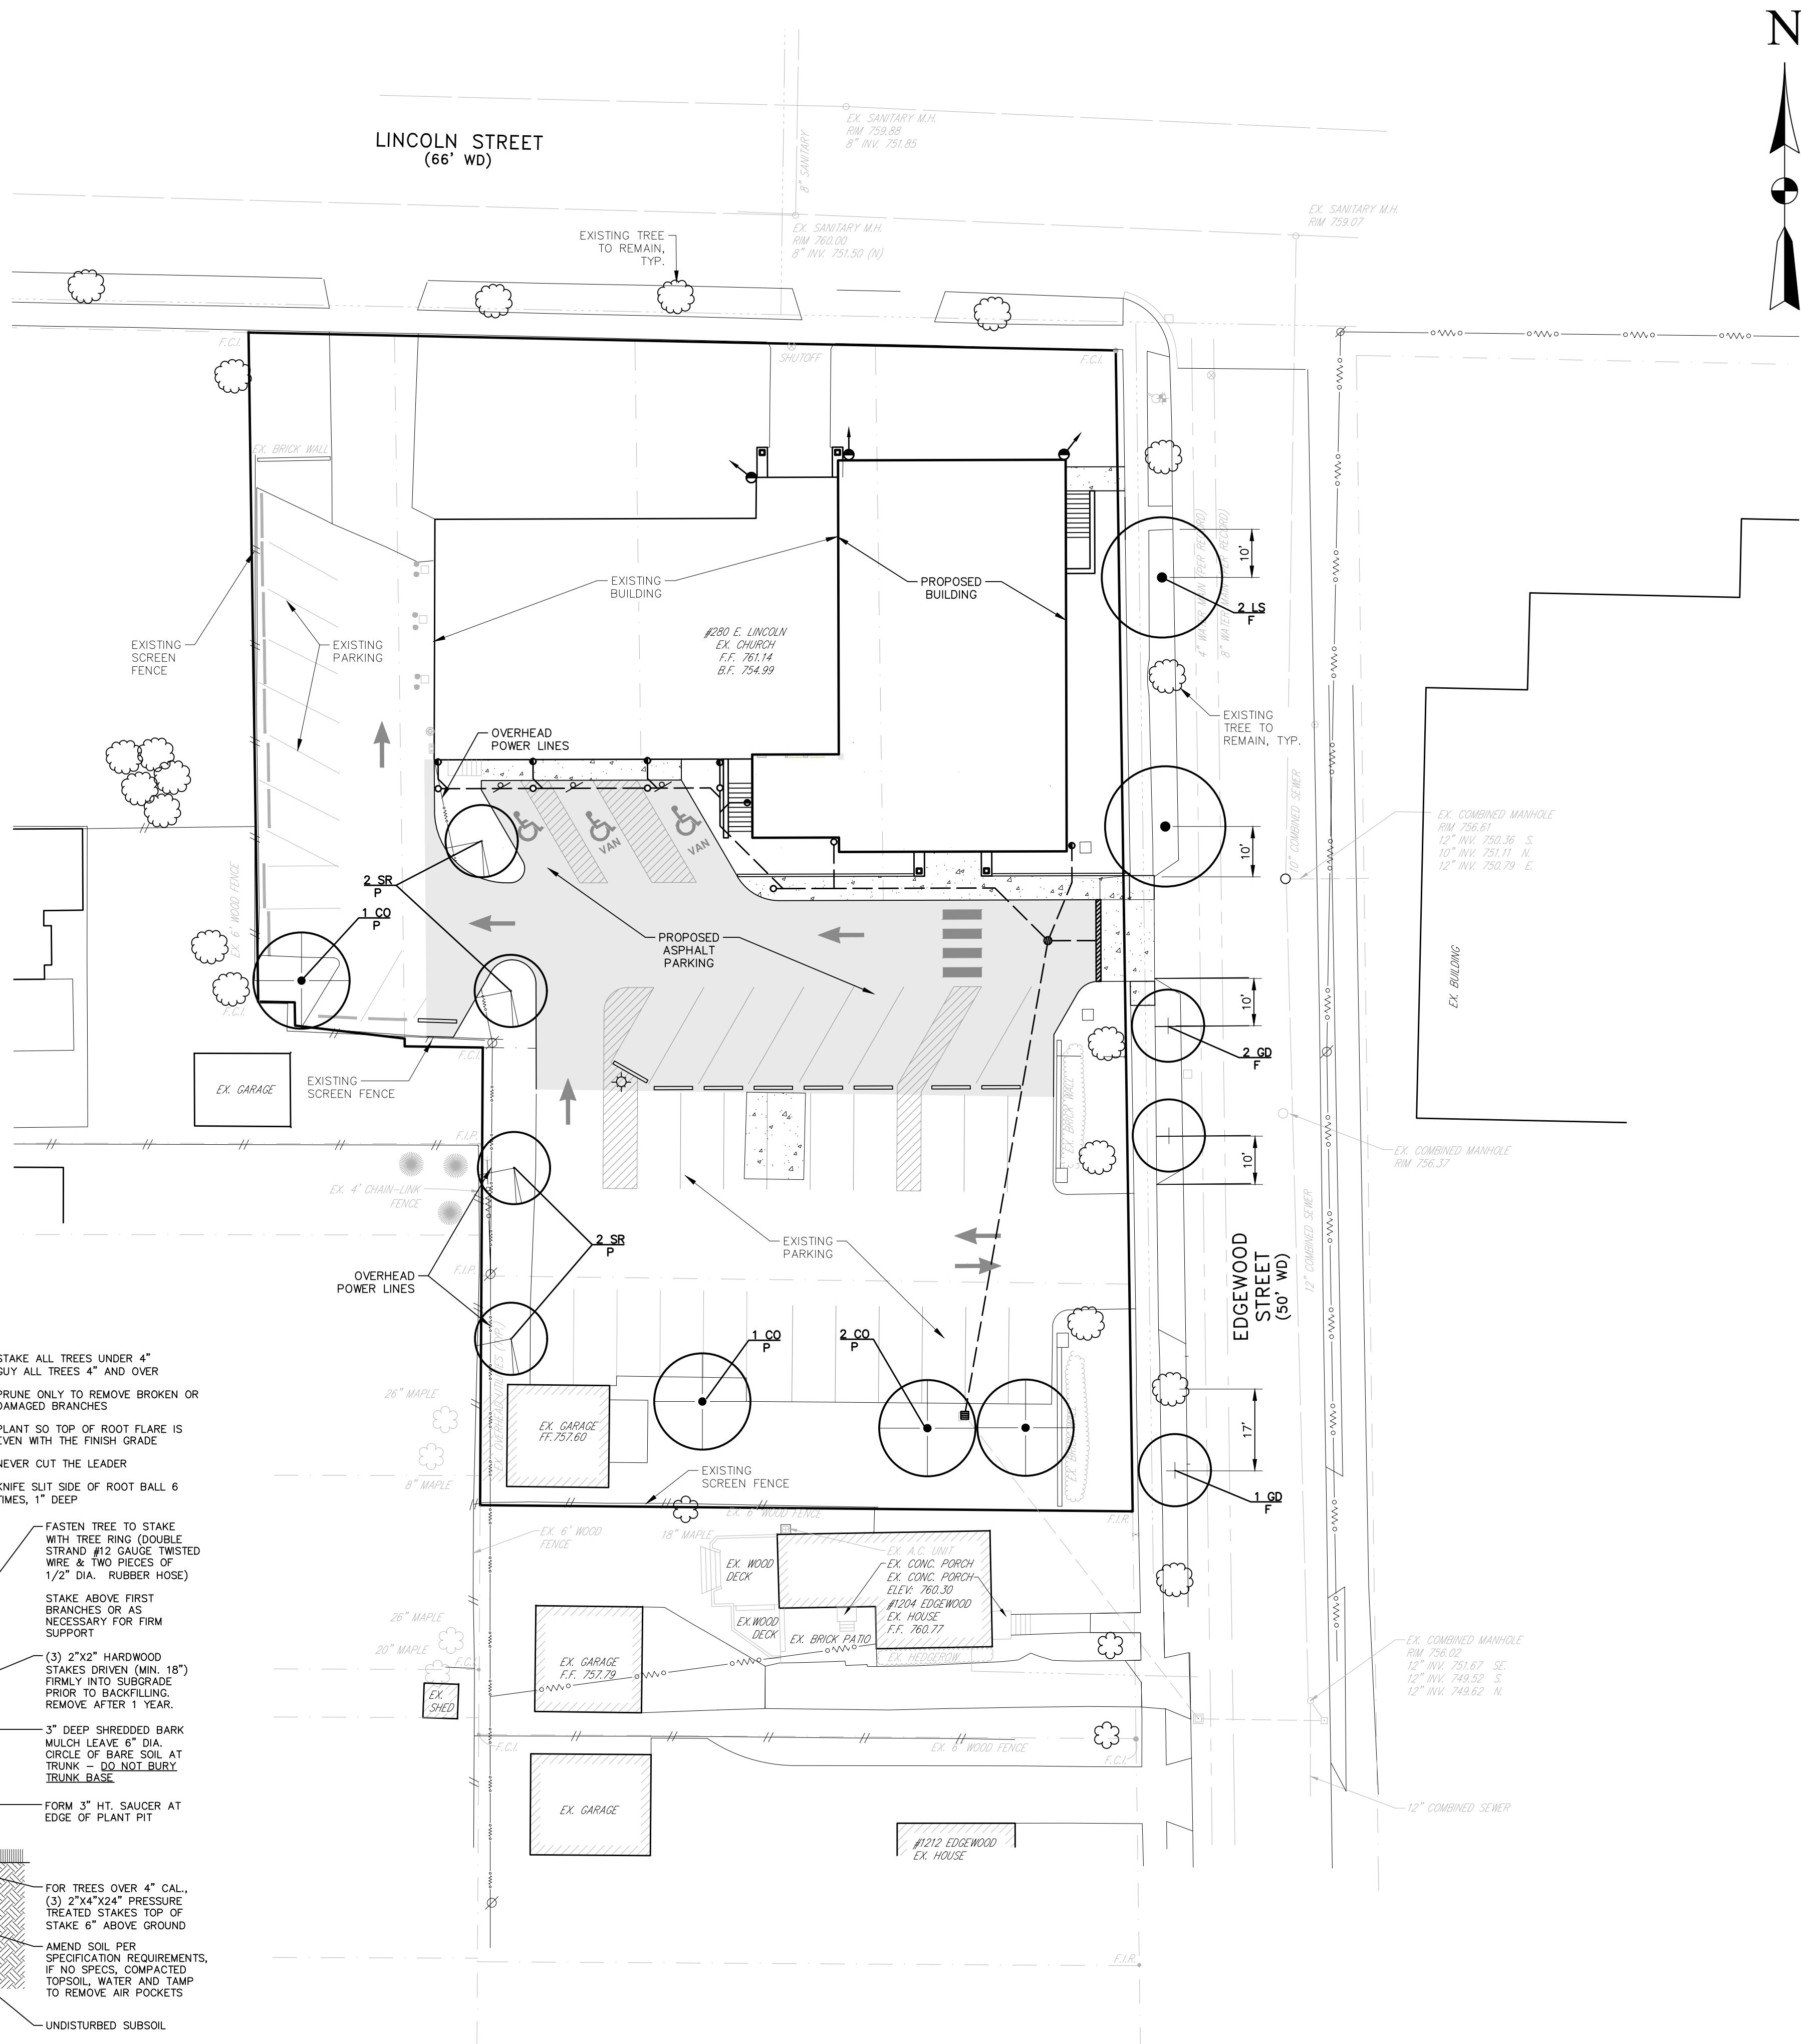 N
LINCOLN STREET
(66' WD)
EX. SANITARY M.H.
RIM 759.88
8" INV. 751.85
8" SANITARY
EX. SANITARY M.H.
RIM 760.00
8" INV. 751.50 (N)
EX. SANITARY M.H.
RIM 759.07
EXISTING TREE
TO REMAIN,
TYP.
F.C.I.
SHUTOFF
F.C.I.
EX. BRICK WALL
4" WATER MAIN (PER RECORD)
8" WATER MAIN (PER RECORD)
10'
2 LS
F
EXISTING
BUILDING
PROPOSED
BUILDING
#280 E. LINCOLN
EX. CHURCH
F.F. 761.14
B.F. 754.99
EXISTING
SCREEN
FENCE
EXISTING
PARKING
EXISTING
TREE TO
REMAIN, TYP.
OVERHEAD
POWER LINES
VAN
VAN
10" COMBINED SEWER
10'
EX. COMBINED MANHOLE
RIM 756.61
12" INV. 750.36 S.
10" INV. 751.11 N.
12" INV. 750.79 E.
2 SR
P
1 CO
P
EX. 6' WOOD FENCE
PROPOSED
ASPHALT
PARKING
EX. BUILDING
F.C.I.
10'
2 GD
F
F.C.I.
EX. GARAGE
EXISTING
SCREEN FENCE
EX. BRICK WALL
F.I.P.
10'
EX. COMBINED MANHOLE
RIM 756.37
EX. 4' CHAIN-LINK
FENCE
2 SR
P
EXISTING
PARKING
12" COMBINED SEWER
EDGEWOOD
STREET
(50' WD)
F.I.P.
OVERHEAD
POWER LINES
1 CO
P
2 CO
P
STAKE ALL TREES UNDER 4"
GUY ALL TREES 4" AND OVER
PRUNE ONLY TO REMOVE BROKEN OR
DAMAGED BRANCHES
PLANT SO TOP OF ROOT FLARE IS
EVEN WITH THE FINISH GRADE
NEVER CUT THE LEADER
KNIFE SLIT SIDE OF ROOT BALL 6
TIMES, 1" DEEP
26" MAPLE
8" MAPLE
EX. GARAGE
FF.757.60
17'
EXISTING
SCREEN FENCE
1 GD
F
EX. 6' WOOD FENCE
F.I.R.
FASTEN TREE TO STAKE
WITH TREE RING (DOUBLE
STRAND #12 GAUGE TWISTED
WIRE & TWO PIECES OF
1/2" DIA. RUBBER HOSE)
STAKE ABOVE FIRST
BRANCHES OR AS
NECESSARY FOR FIRM
SUPPORT
(3) 2"X2" HARDWOOD
STAKES DRIVEN (MIN. 18")
FIRMLY INTO SUBGRADE
PRIOR TO BACKFILLING.
REMOVE AFTER 1 YEAR.
3" DEEP SHREDDED BARK
MULCH LEAVE 6" DIA.
CIRCLE OF BARE SOIL AT
TRUNK – DO NOT BURY
TRUNK BASE
FORM 3" HT. SAUCER AT
EDGE OF PLANT PIT
EX. 6' WOOD
FENCE
18" MAPLE
EX. WOOD
DECK
EX. A.C. UNIT
EX. CONC. PORCH
EX. CONC. PORCH
ELEV: 760.30
#1204 EDGEWOOD
EX. HOUSE
F.F. 760.77
EX.WOOD
DECK
EX. BRICK PATIO
EX. HEDGEROW
26" MAPLE
20" MAPLE
F.C.I.
EX. GARAGE
F.F. 757.79
EX.
SHED
EX. COMBINED MANHOLE
RIM 756.02
12" INV. 751.67 SE.
12" INV. 749.52 S.
12" INV. 749.62 N.
F.C.I.
EX. 6' WOOD FENCE
F.C.I.
EX. GARAGE
12" COMBINED SEWER
#1212 EDGEWOOD
EX. HOUSE
FOR TREES OVER 4" CAL.,
(3) 2"X4"X24" PRESSURE
TREATED STAKES TOP OF
STAKE 6" ABOVE GROUND
AMEND SOIL PER
SPECIFICATION REQUIREMENTS,
IF NO SPECS, COMPACTED
TOPSOIL, WATER AND TAMP
TO REMOVE AIR POCKETS
F.I.R.
UNDISTURBED SUBSOIL